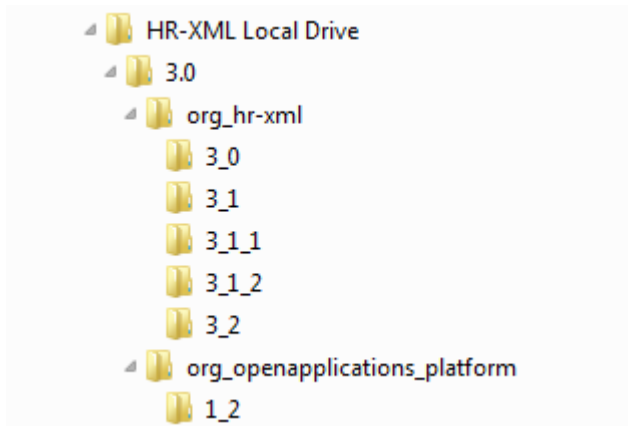 HR-XML Local Drive
3.0
org_hr-xml
3_0
3_1
3_1_1
3_1_2
3_2
org_openapplications_platform
1_2